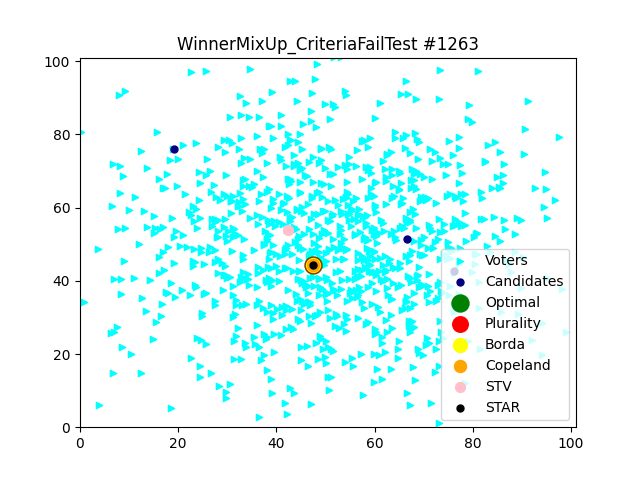 WinnerMixUp_CriteriaFailTest #1263
100
80
60
40
20
0
0 20 40 60 80 100
Voters
Candidates
Optimal
Plurality
Borda
Copeland
STV
STAR